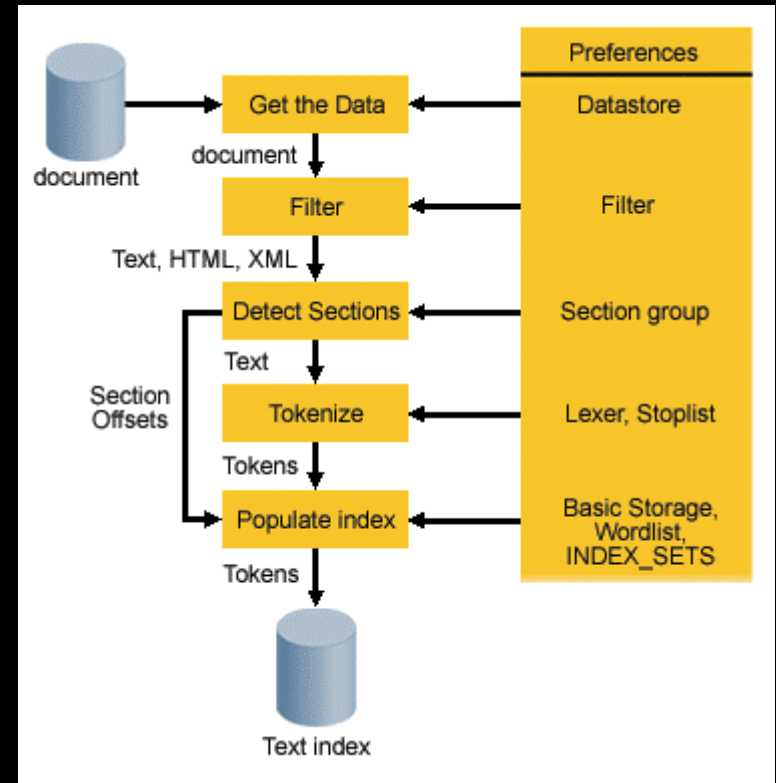 Preferences
Get the Data
Datastore
document
document
Filter
Filter
Text, HTML, XML
Detect Sections
Section group
Text
Section
Offsets
Tokenize
Lexer, Stoplist
Tokens
Populate index
Basic Storage,
Wordlist,
INDEX_SETS
Tokens
Text index